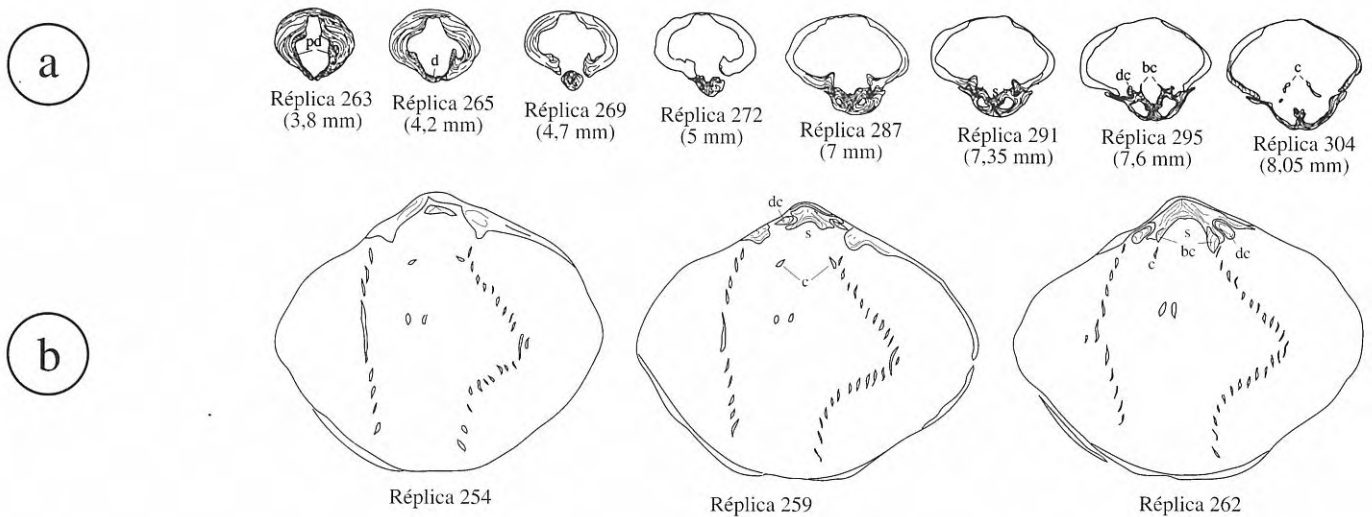 a
pd
d
dc
bc
c
Réplica 263
(3,8 mm)
Réplica 265
(4,2 mm)
Réplica 269
(4,7 mm)
Réplica 272
(5 mm)
Réplica 287
(7 mm)
Réplica 291
(7,35 mm)
Réplica 295
(7,6 mm)
Réplica 304
(8,05 mm)
b
dc
s
c
s
bc
c
dc
Réplica 254
Réplica 259
Réplica 262